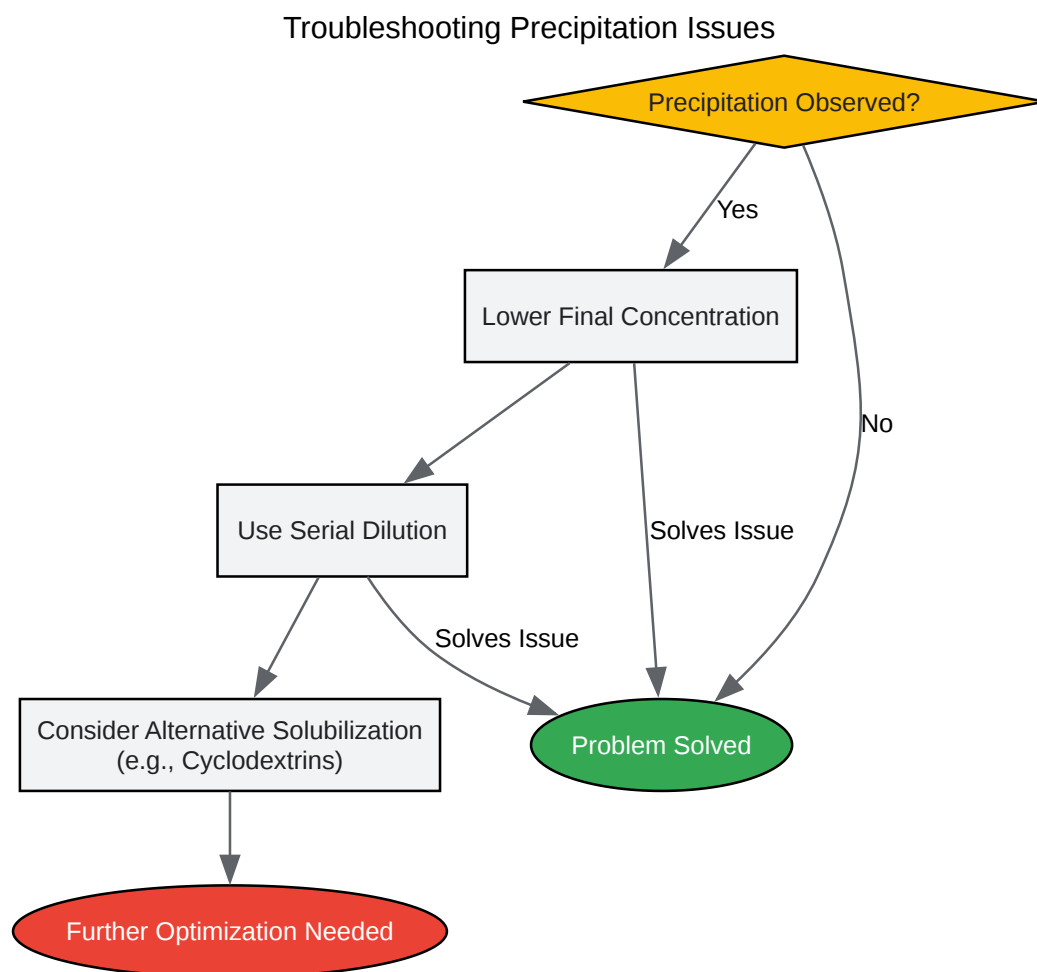 Troubleshooting Precipitation Issues
Precipitation Observed?
Yes
Lower Final Concentration
No
Use Serial Dilution
Solves Issue
Solves Issue
Consider Alternative Solubilization
(e.g., Cyclodextrins)
Problem Solved
Further Optimization Needed